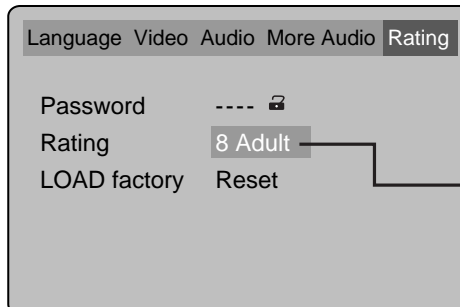 Language Video Audio More Audio Rating
Password ----
Rating 8 Adult
LOAD factory Reset